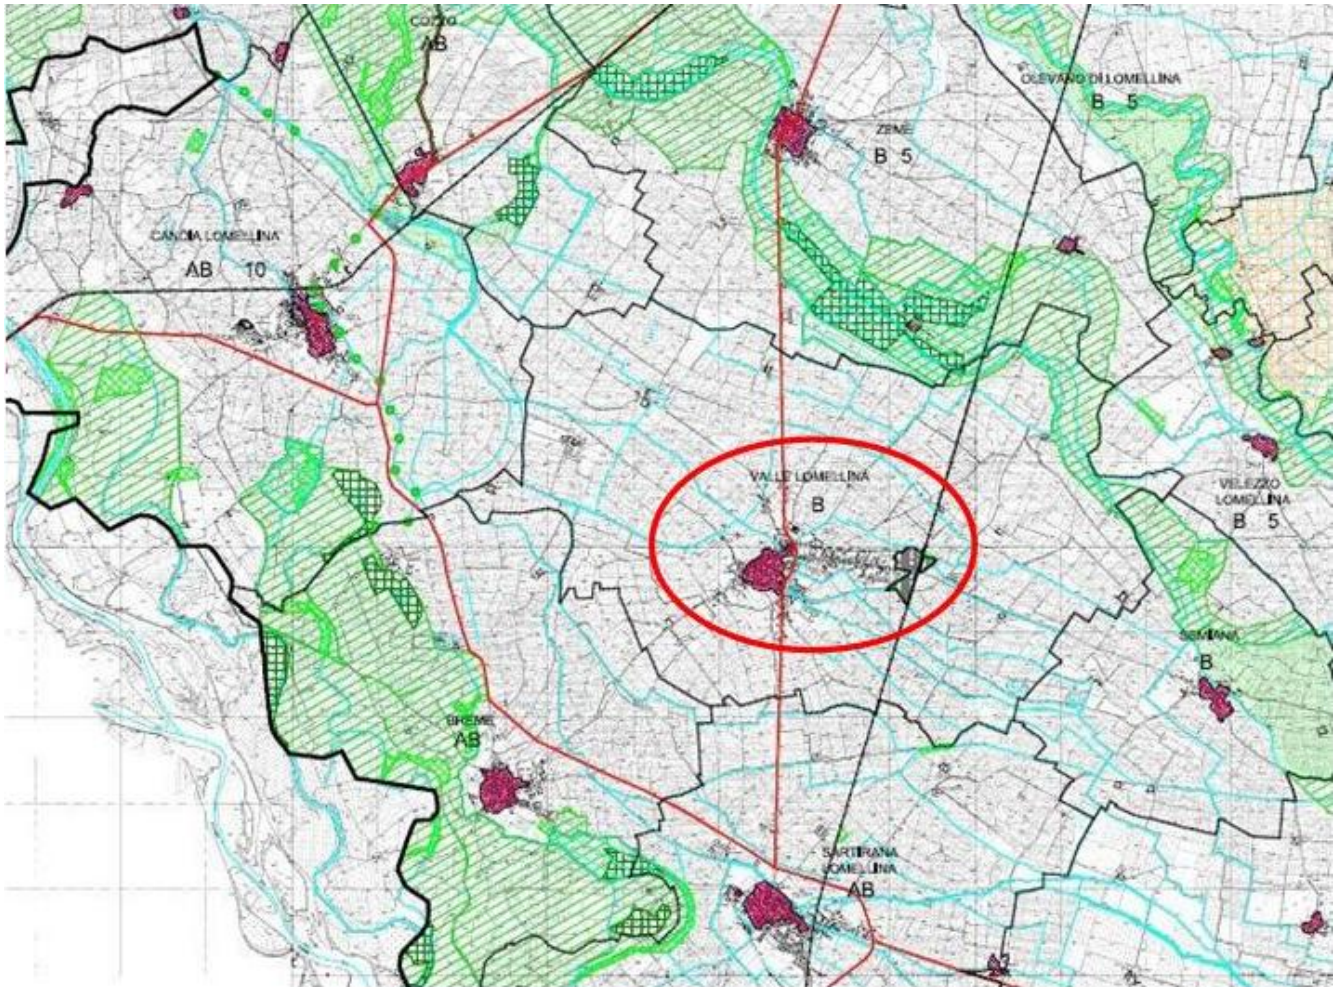 COZZO
AB
OLEVANO DI LOMELLINA
B 5
ZEME
B 5
CANDIA LOMELLINA
AB 10
VALLE LOMELLINA
B
VELEZZO
LOMELLINA
B 5
SEMIANA
B
BREME
AB
SARTIRANA
LOMELLINA
AB